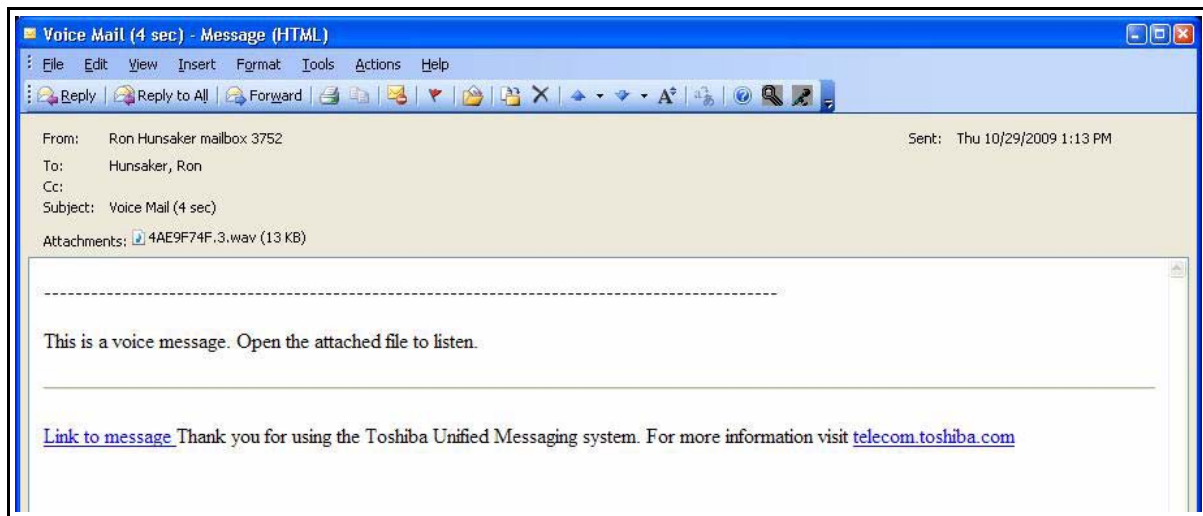 Voice Mail (4 sec) - Message (HTML)
File Edit View Insert Format Tools Actions Help
Reply Reply to All Forward
From: Ron Hunsaker mailbox 3752 Sent: Thu 10/29/2009 1:13 PM
To: Hunsaker, Ron
Cc:
Subject: Voice Mail (4 sec)
Attachments: 4AE9F74F.3.wav (13 KB)
----------------------------------------------------------------------------------------------
This is a voice message. Open the attached file to listen.
Link to message Thank you for using the Toshiba Unified Messaging system. For more information visit telecom.toshiba.com